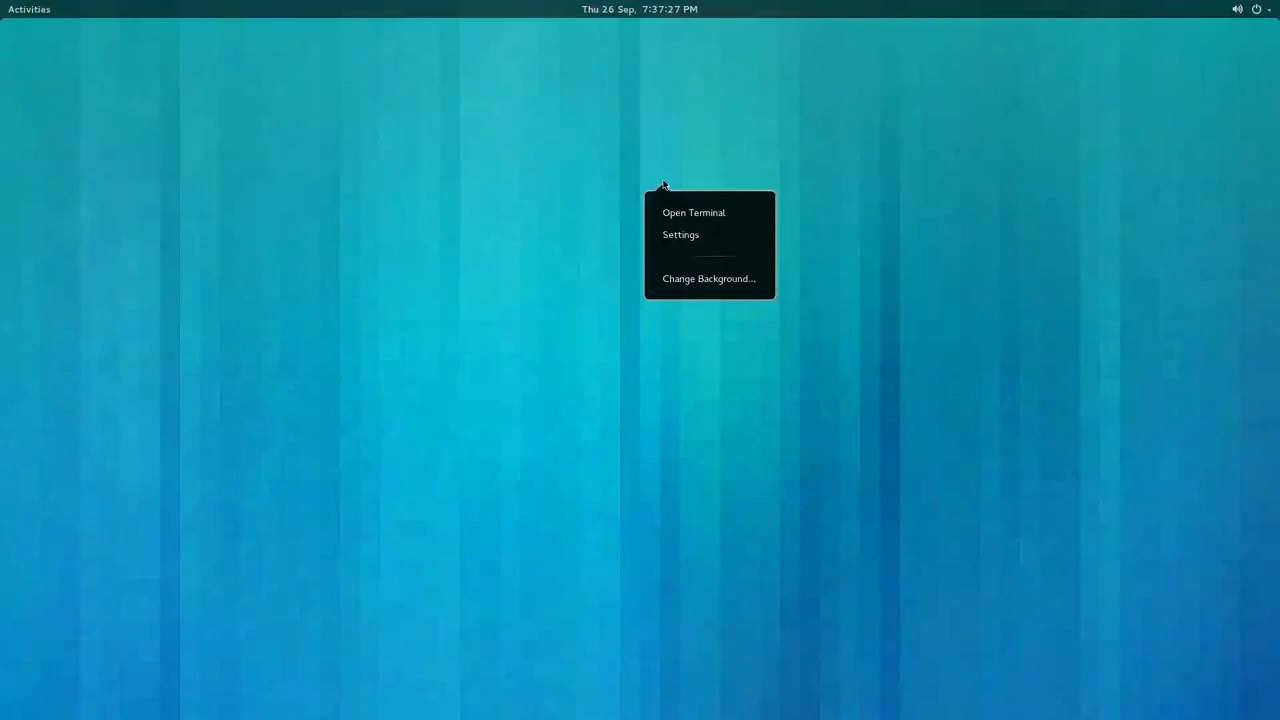 Activities
Thu 26 Sep, 7:37:27 PM
Open Terminal
Settings
Change Background...